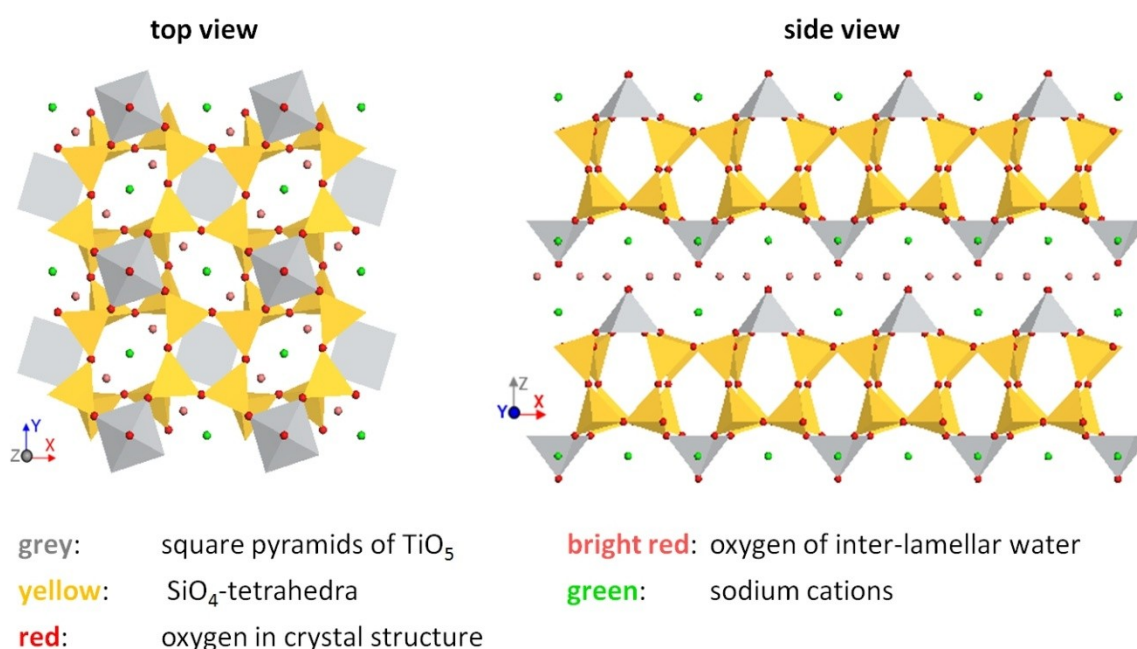 top view
side view
Y
Z X
Z
Y X
grey: square pyramids of TiO₅
yellow: SiO₄-tetrahedra
red: oxygen in crystal structure
bright red: oxygen of inter-lamellar water
green: sodium cations